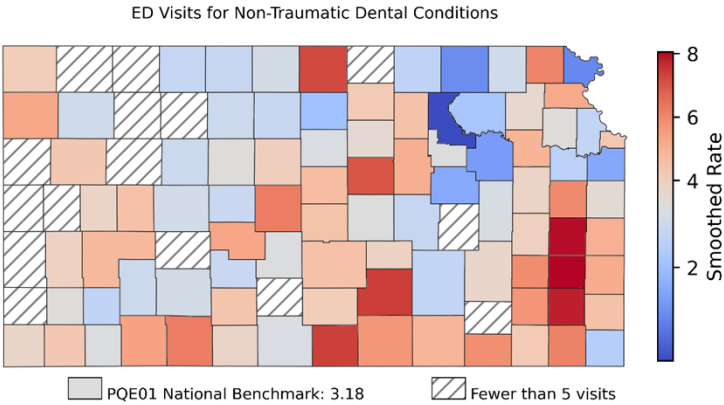 ED Visits for Non-Traumatic Dental Conditions
8
6
4
2
Smoothed Rate
PQE01 National Benchmark: 3.18
Fewer than 5 visits